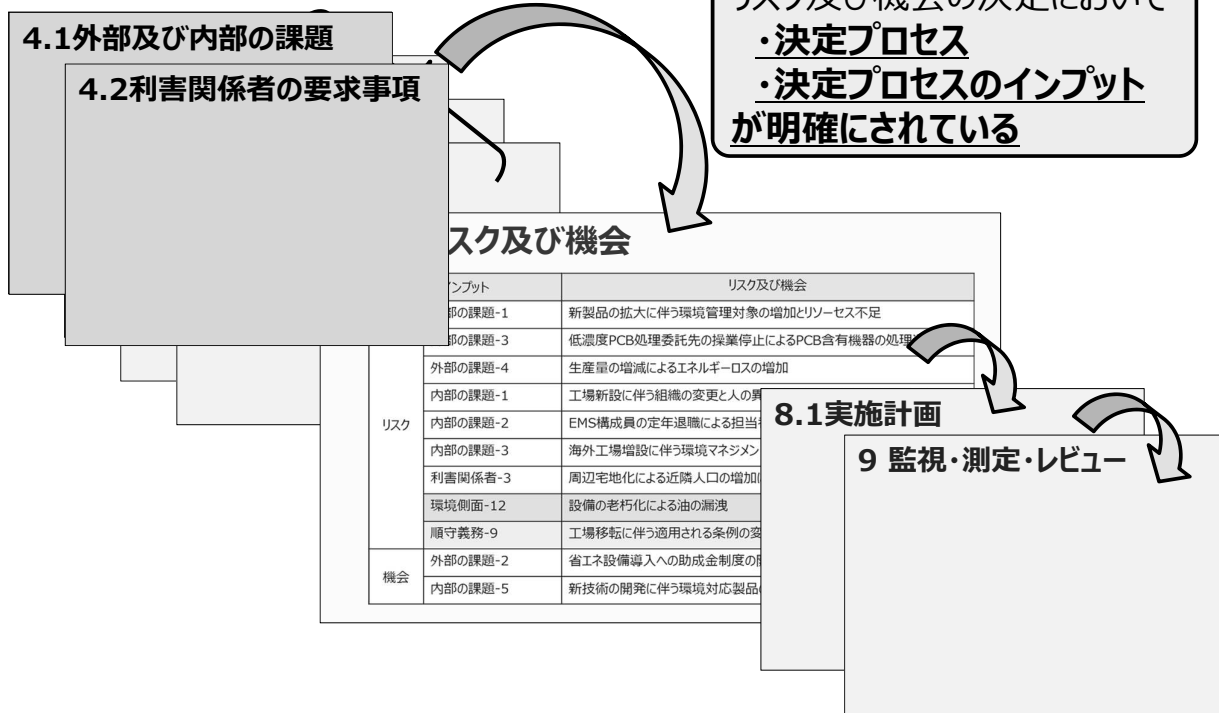 4.1外部及び内部の課題
4.2利害関係者の要求事項
リスク及び機会の決定において
・決定プロセス
・決定プロセスのインプット
が明確にされている
スク及び機会
ンプット リスク及び機会
部の課題-1 新製品の拡大に伴う環境管理対象の増加とリソーセス不足
部の課題-3 低濃度PCB処理委託先の操業停止によるPCB含有機器の処理
外部の課題-4 生産量の増減によるエネルギーロスの増加
内部の課題-1 工場新設に伴う組織の変更と人の異
リスク
内部の課題-2 EMS構成員の定年退職による担当
内部の課題-3 海外工場増設に伴う環境マネジメン
利害関係者-3 周辺宅地化による近隣人口の増加
環境側面-12 設備の老朽化による油の漏洩
順守義務-9 工場移転に伴う適用される条例の変
機会
外部の課題-2 省エネ設備導入への助成金制度の
内部の課題-5 新技術の開発に伴う環境対応製品
8.1実施計画
9 監視・測定・レビュー